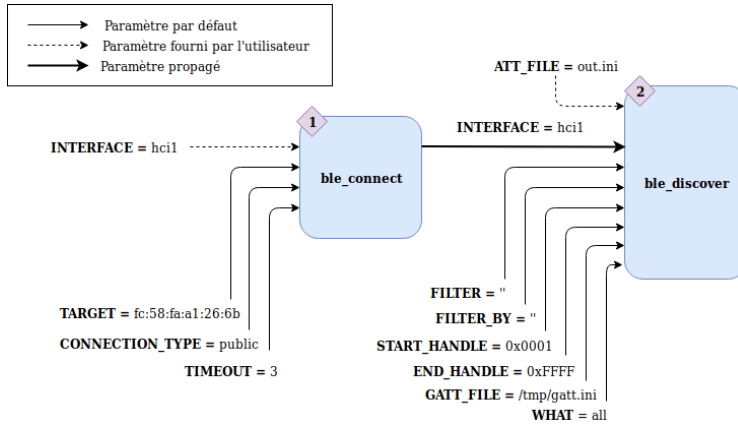 Paramètre par défaut
Paramètre fourni par l'utilisateur
Paramètre propagé
ATT_FILE = out.ini
1
2
INTERFACE = hci1
INTERFACE = hci1
ble_connect
ble_discover
FILTER = ''
TARGET = fc:58:fa:a1:26:6b
FILTER_BY = ''
CONNECTION_TYPE = public
START_HANDLE = 0x0001
TIMEOUT = 3
END_HANDLE = 0xFFFF
GATT_FILE = /tmp/gatt.ini
WHAT = all